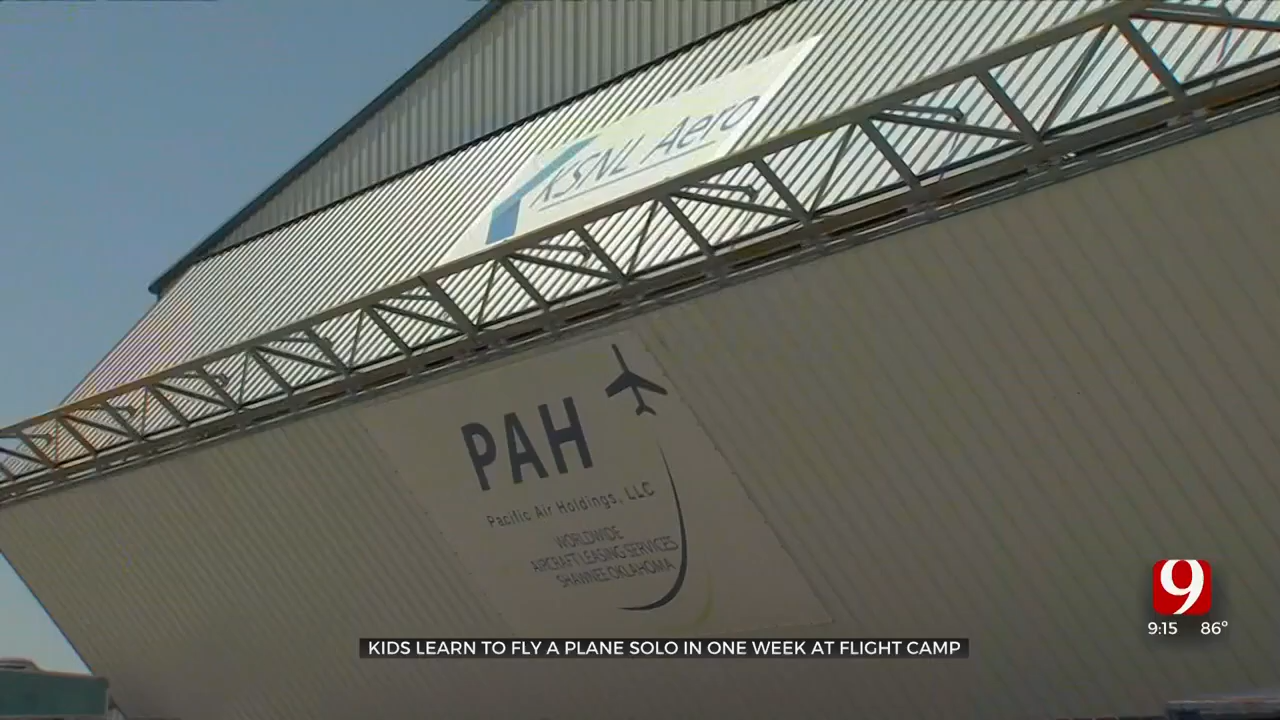 KSNL Aero
PAH
Pacific Air Holdings, LLC
WORLDWIDE
AIRCRAFT LEASING SERVICES
SHAWNEE OKLAHOMA
KIDS LEARN TO FLY A PLANE SOLO IN ONE WEEK AT FLIGHT CAMP
9
9:15 86°